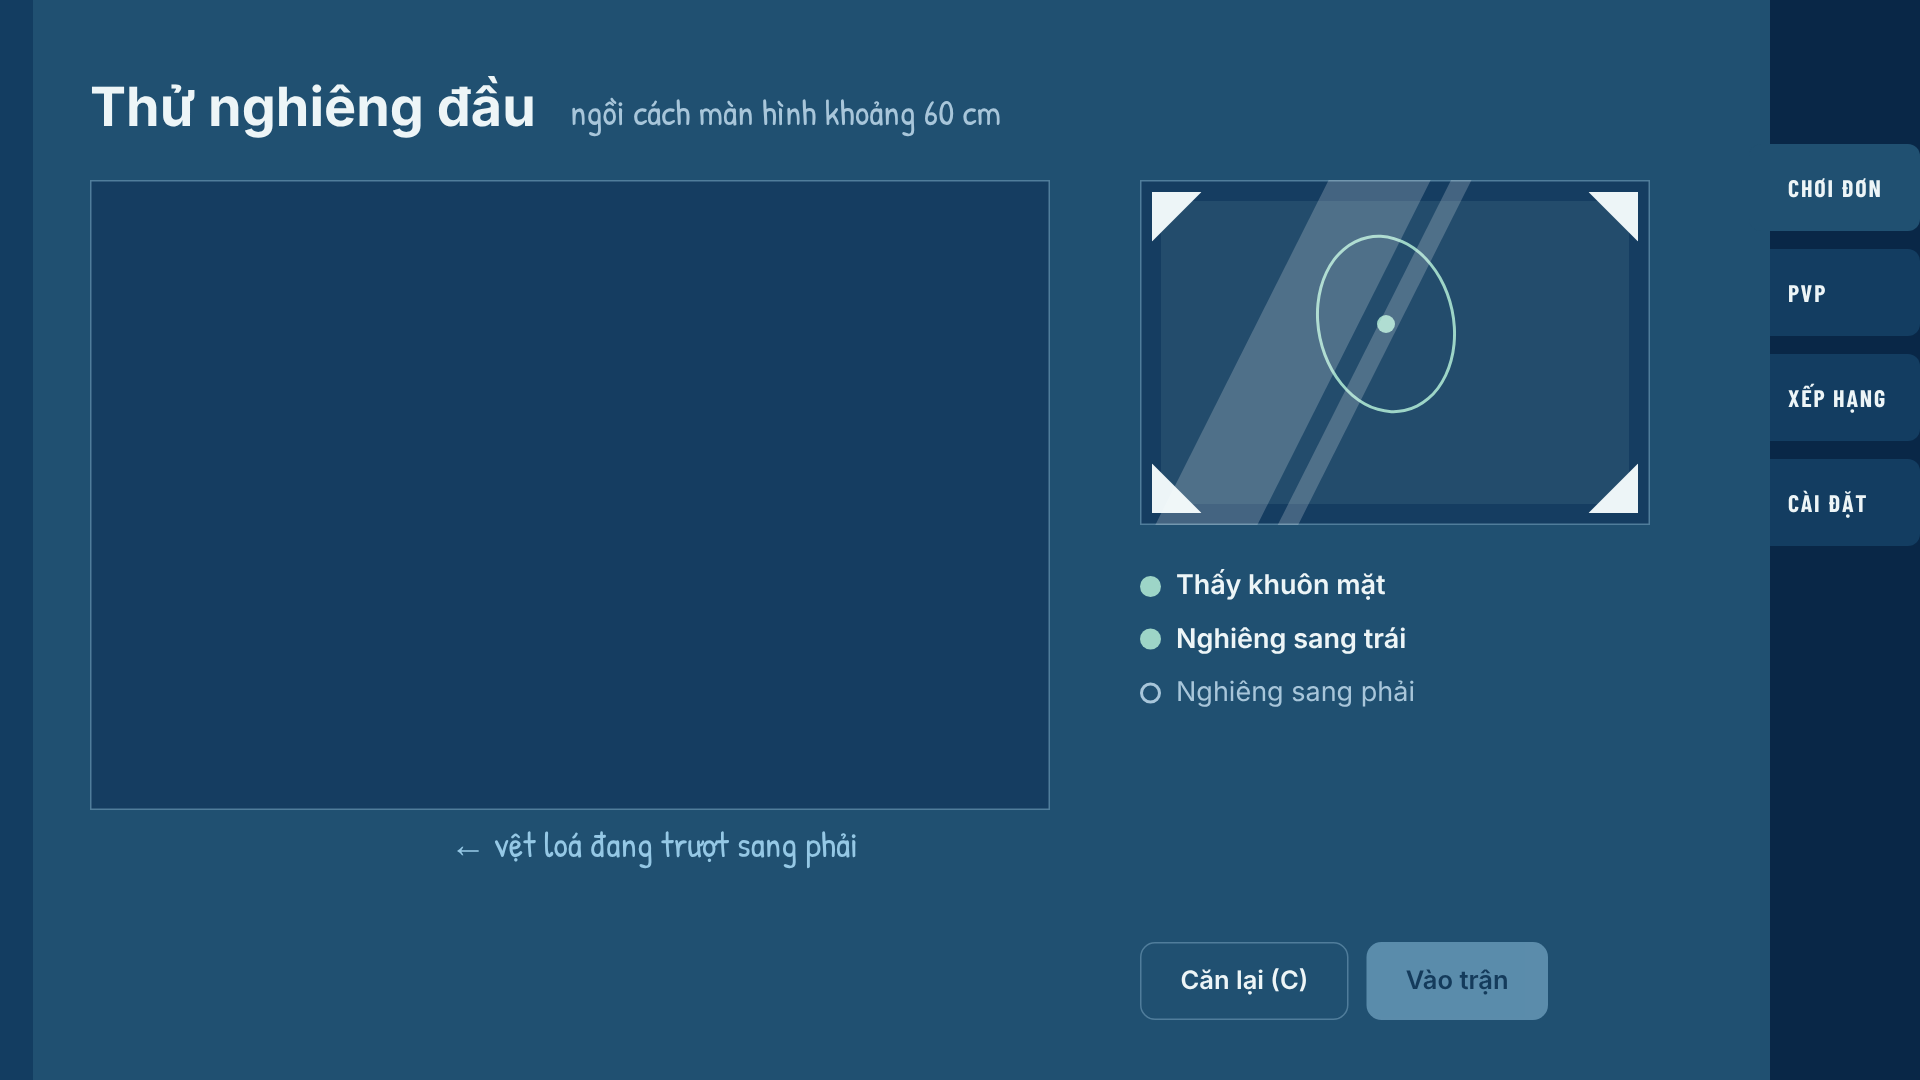 Thử nghiêng đầu
ngồi cách màn hình khoảng 60 cm
← vệt loá đang trượt sang phải
Thấy khuôn mặt
Nghiêng sang trái
Nghiêng sang phải
Căn lại (C)
Vào trận
CHƠI ĐƠN
PVP
XẾP HẠNG
CÀI ĐẶT